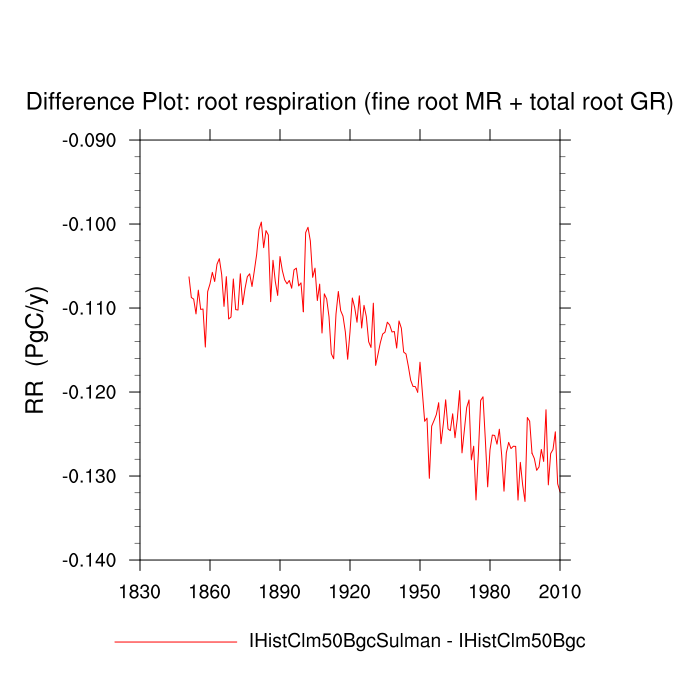 Difference Plot: root respiration (fine root MR + total root GR)
-0.090
-0.100
-0.110
-0.120
-0.130
-0.140
RR (PgC/y)
1830 1860 1890 1920 1950 1980 2010
IHistClm50BgcSulman - IHistClm50Bgc